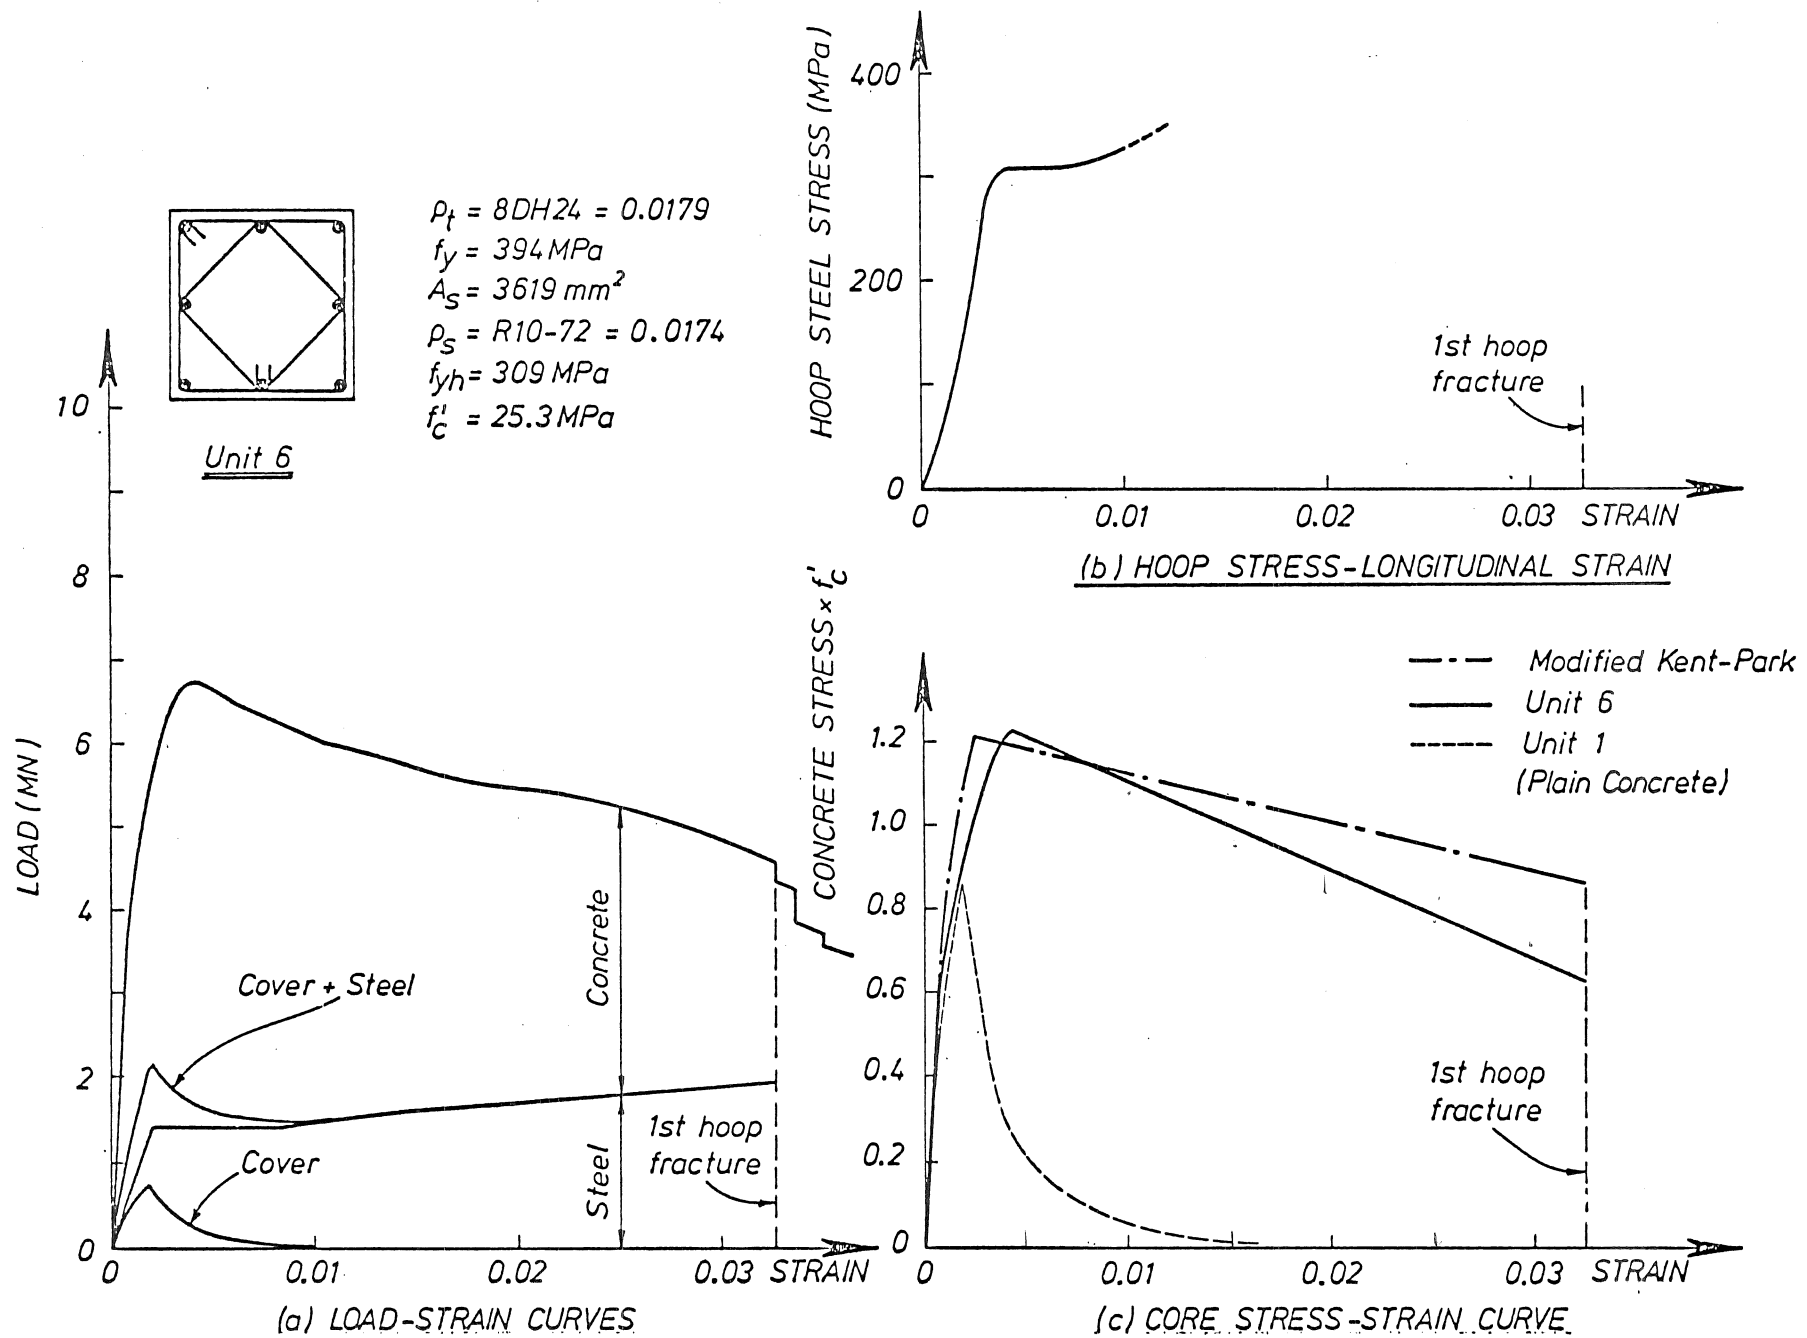 ρt = 8DH24 = 0.0179
fy = 394 MPa
As = 3619 mm²
ρs = R10-72 = 0.0174
fyh = 309 MPa
f'c = 25.3 MPa
Unit 6
LOAD (MN)
10
8
6
4
2
0
Cover + Steel
Cover
Concrete
Steel
1st hoop
fracture
0
0.01
0.02
0.03
STRAIN
(a) LOAD-STRAIN CURVES
HOOP STEEL STRESS (MPa)
400
200
0
1st hoop
fracture
0
0.01
0.02
0.03
STRAIN
(b) HOOP STRESS-LONGITUDINAL STRAIN
CONCRETE STRESS × f'c
1.2
1.0
0.8
0.6
0.4
0.2
0
Modified Kent-Park
Unit 6
Unit 1
(Plain Concrete)
1st hoop
fracture
0
0.01
0.02
0.03
STRAIN
(c) CORE STRESS-STRAIN CURVE